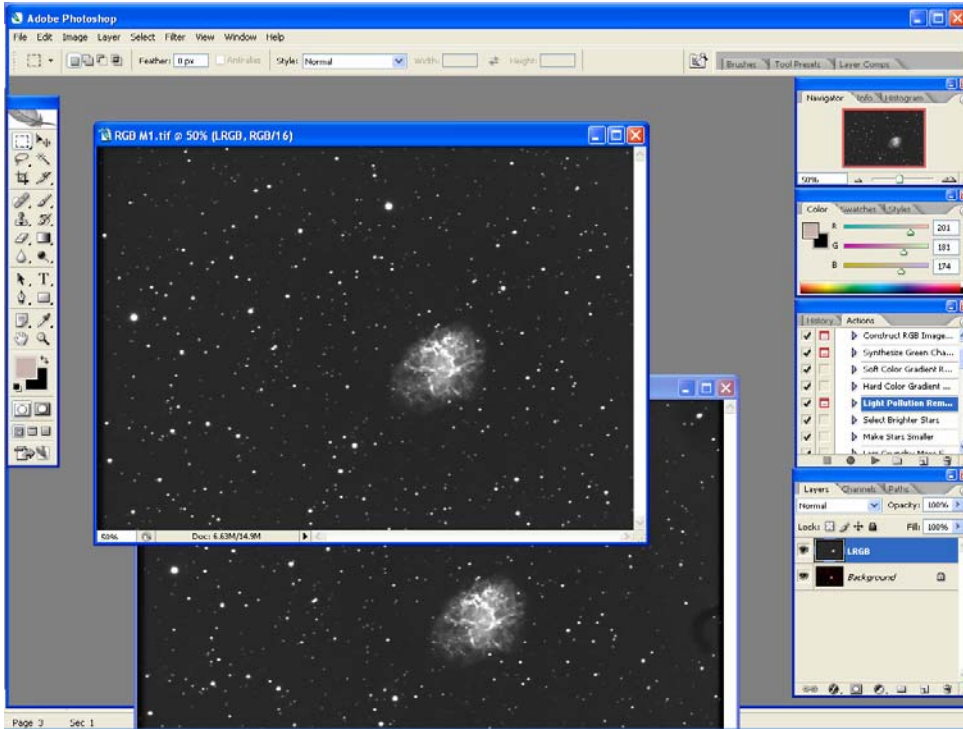 Adobe Photoshop
File Edit Image Layer Select Filter View Window Help
Feather: 0 px Anti-alias Style: Normal Width: Height: Brushes Tool Presets Layer Comps
Navigator Info Histogram
50%
Color Swatches Styles
R 201
G 181
B 174
RGB M1.tif @ 50% (LRGB, RGB/16)
50% Doc: 6.63M/14.9M
History Actions
Construct RGB Image...
Synthesize Green Cha...
Soft Color Gradient R...
Hard Color Gradient ...
Light Pollution Rem...
Select Brighter Stars
Make Stars Smaller
Layers Channels Paths
Normal Opacity: 100%
Lock: Fill: 100%
LRGB
Background
Page 3 Sec 1